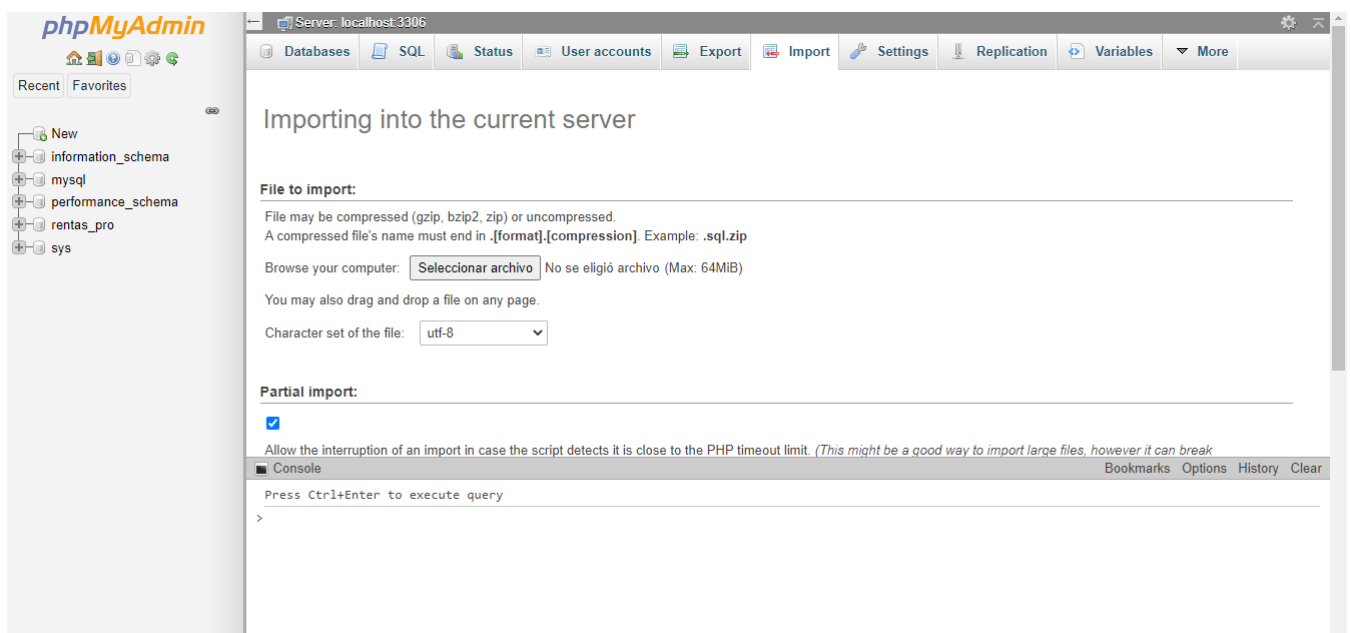 phpMyAdmin
Recent Favorites
New
information_schema
mysql
performance_schema
rentas_pro
sys
Server: localhost:3306
Databases SQL Status User accounts Export Import Settings Replication Variables More
Importing into the current server
File to import:
File may be compressed (gzip, bzip2, zip) or uncompressed.
A compressed file's name must end in .[format].[compression]. Example: .sql.zip
Browse your computer: Seleccionar archivo No se eligió archivo (Max: 64MiB)
You may also drag and drop a file on any page.
Character set of the file: utf-8
Partial import:
Allow the interruption of an import in case the script detects it is close to the PHP timeout limit. (This might be a good way to import large files, however it can break
Console Bookmarks Options History Clear
Press Ctrl+Enter to execute query
>